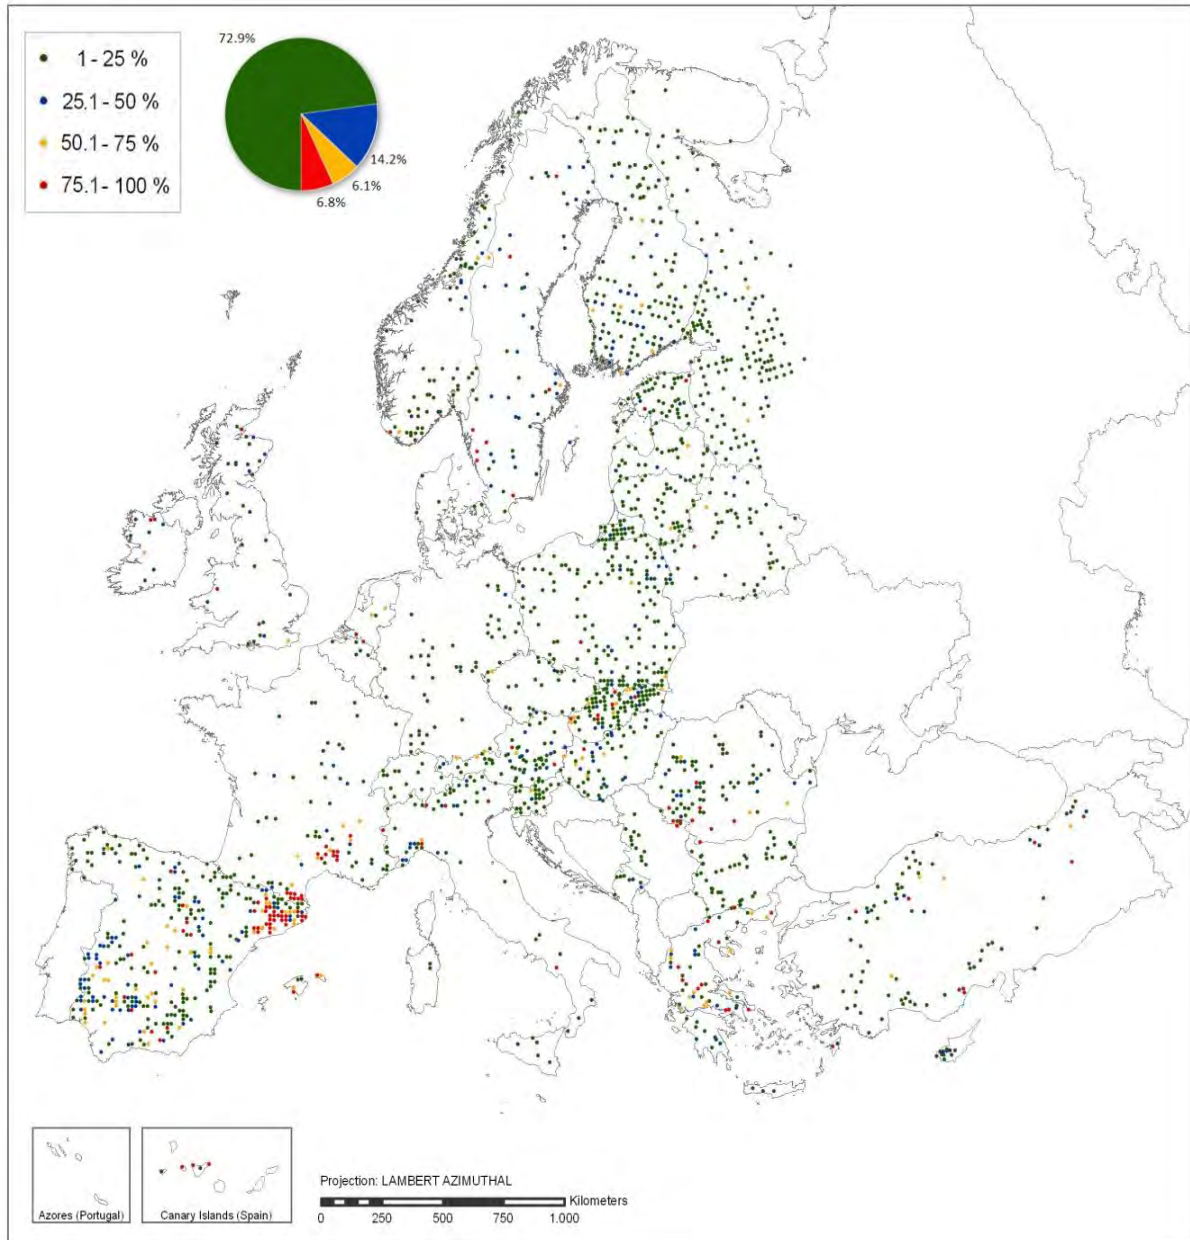 1 - 25 %
25.1 - 50 %
50.1 - 75 %
75.1 - 100 %
72.9%
14.2%
6.1%
6.8%
Azores (Portugal)
Canary Islands (Spain)
Projection: LAMBERT AZIMUTHAL
Kilometers
0 250 500 750 1.000